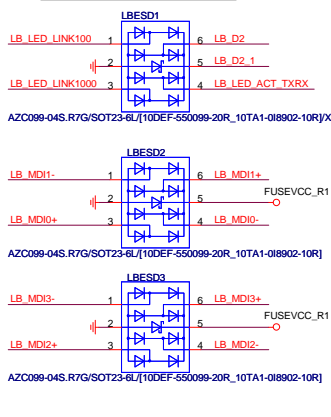 LBESD1
LB_LED_LINK100 1 6 LB_D2
2 5 LB_D2_1
LB_LED_LINK1000 3 4 LB_LED_ACT_TXRX
AZC099-04S.R7G/SOT23-6L/[10DEF-550099-20R_10TA1-0I8902-10R]/X
LBESD2
LB_MDI1- 1 6 LB_MDI1+
2 5 FUSEVCC_R1
LB_MDI0+ 3 4 LB_MDI0-
AZC099-04S.R7G/SOT23-6L/[10DEF-550099-20R_10TA1-0I8902-10R]
LBESD3
LB_MDI3- 1 6 LB_MDI3+
2 5 FUSEVCC_R1
LB_MDI2+ 3 4 LB_MDI2-
AZC099-04S.R7G/SOT23-6L/[10DEF-550099-20R_10TA1-0I8902-10R]